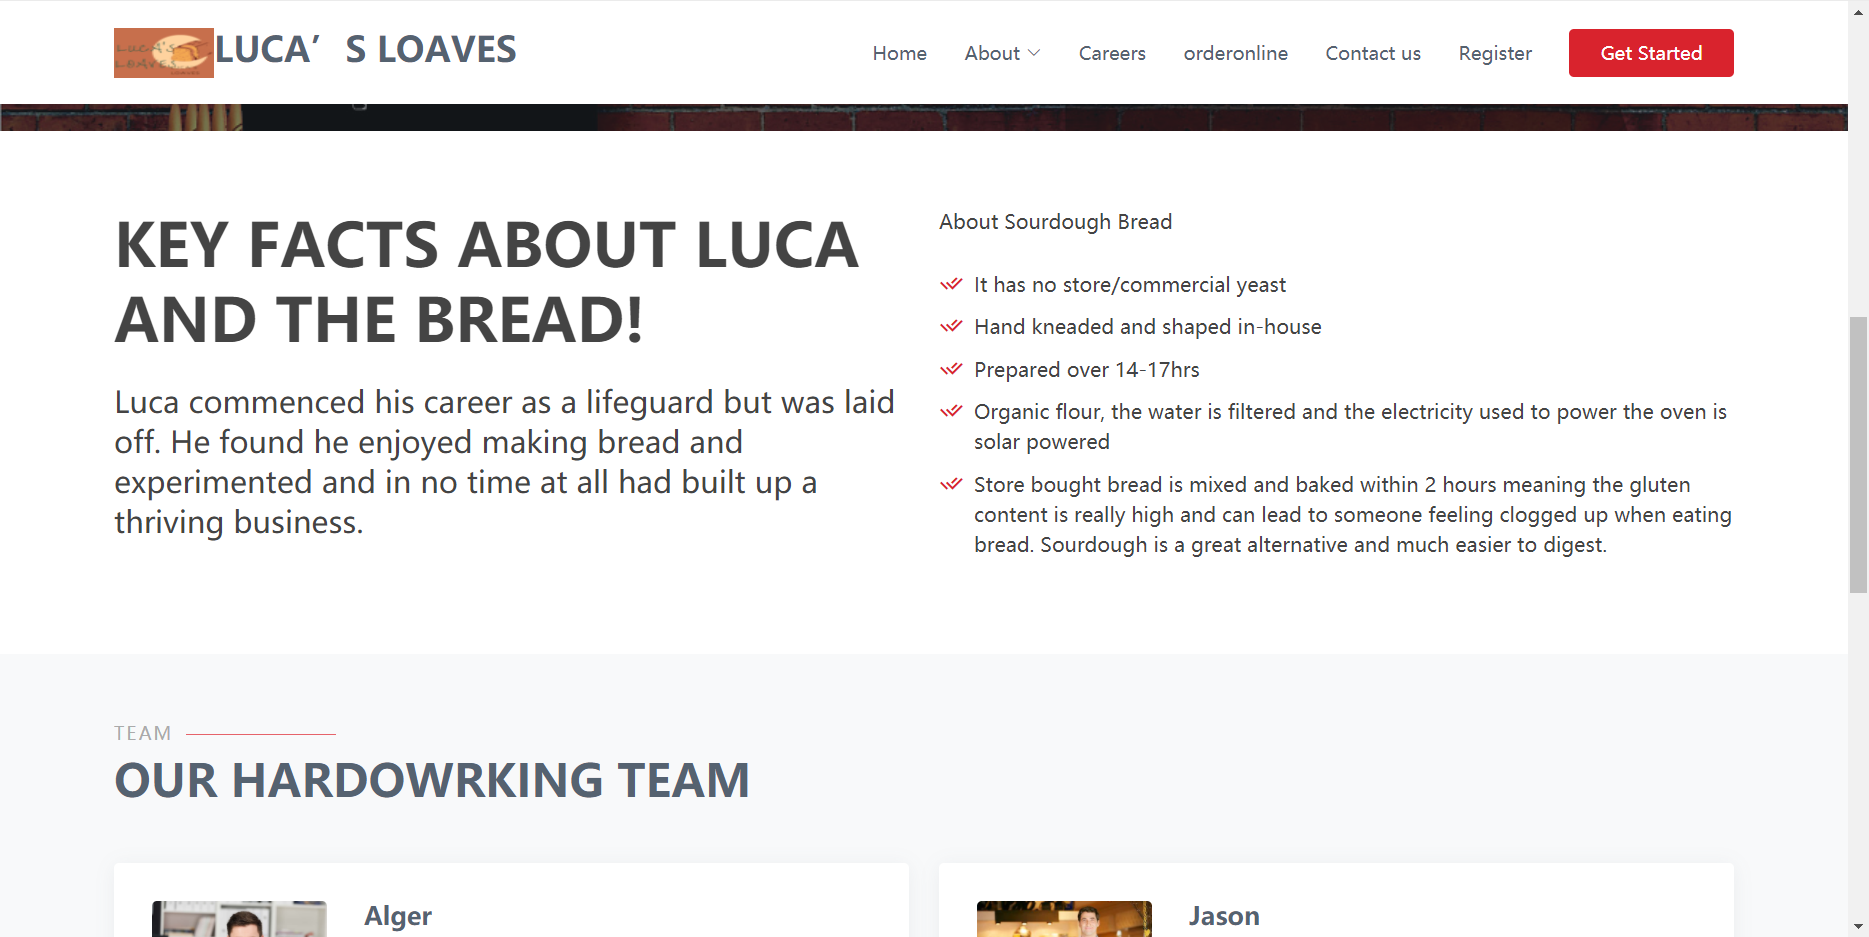 LUCA'S LOAVES
LUCA’S LOAVES
Home
About
Careers
orderonline
Contact us
Register
Get Started
KEY FACTS ABOUT LUCA
AND THE BREAD!
Luca commenced his career as a lifeguard but was laid
off. He found he enjoyed making bread and
experimented and in no time at all had built up a
thriving business.
About Sourdough Bread
It has no store/commercial yeast
Hand kneaded and shaped in-house
Prepared over 14-17hrs
Organic flour, the water is filtered and the electricity used to power the oven is
solar powered
Store bought bread is mixed and baked within 2 hours meaning the gluten
content is really high and can lead to someone feeling clogged up when eating
bread. Sourdough is a great alternative and much easier to digest.
TEAM
OUR HARDOWRKING TEAM
Alger
Jason